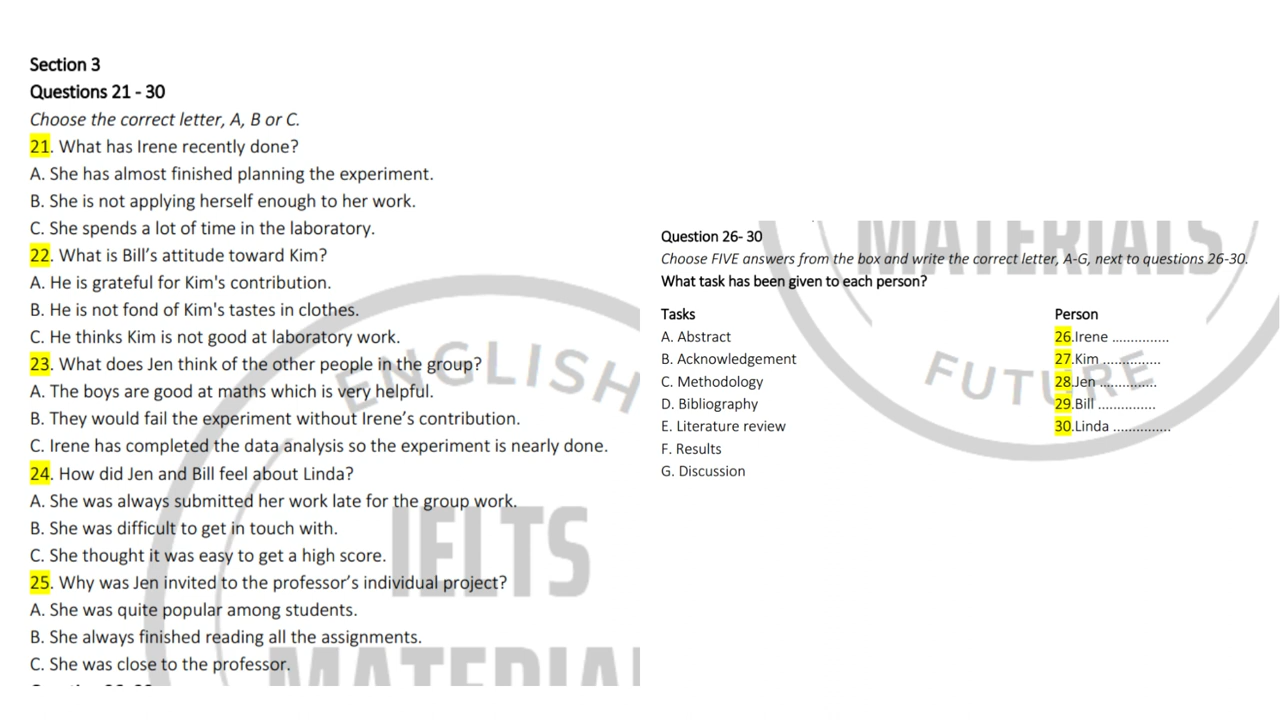 Section 3
Questions 21 - 30
Choose the correct letter, A, B or C.
21. What has Irene recently done?
A. She has almost finished planning the experiment.
B. She is not applying herself enough to her work.
C. She spends a lot of time in the laboratory.
22. What is Bill’s attitude toward Kim?
A. He is grateful for Kim's contribution.
B. He is not fond of Kim's tastes in clothes.
C. He thinks Kim is not good at laboratory work.
23. What does Jen think of the other people in the group?
A. The boys are good at maths which is very helpful.
B. They would fail the experiment without Irene’s contribution.
C. Irene has completed the data analysis so the experiment is nearly done.
24. How did Jen and Bill feel about Linda?
A. She was always submitted her work late for the group work.
B. She was difficult to get in touch with.
C. She thought it was easy to get a high score.
25. Why was Jen invited to the professor’s individual project?
A. She was quite popular among students.
B. She always finished reading all the assignments.
C. She was close to the professor.
ENGLISH
IELTS
Question 26- 30
Choose FIVE answers from the box and write the correct letter, A-G, next to questions 26-30.
What task has been given to each person?
Tasks
A. Abstract
B. Acknowledgement
C. Methodology
D. Bibliography
E. Literature review
F. Results
G. Discussion
Person
26.Irene ...............
27.Kim ...............
28.Jen ...............
29.Bill ...............
30.Linda ...............
MATERIALS
FUTURE